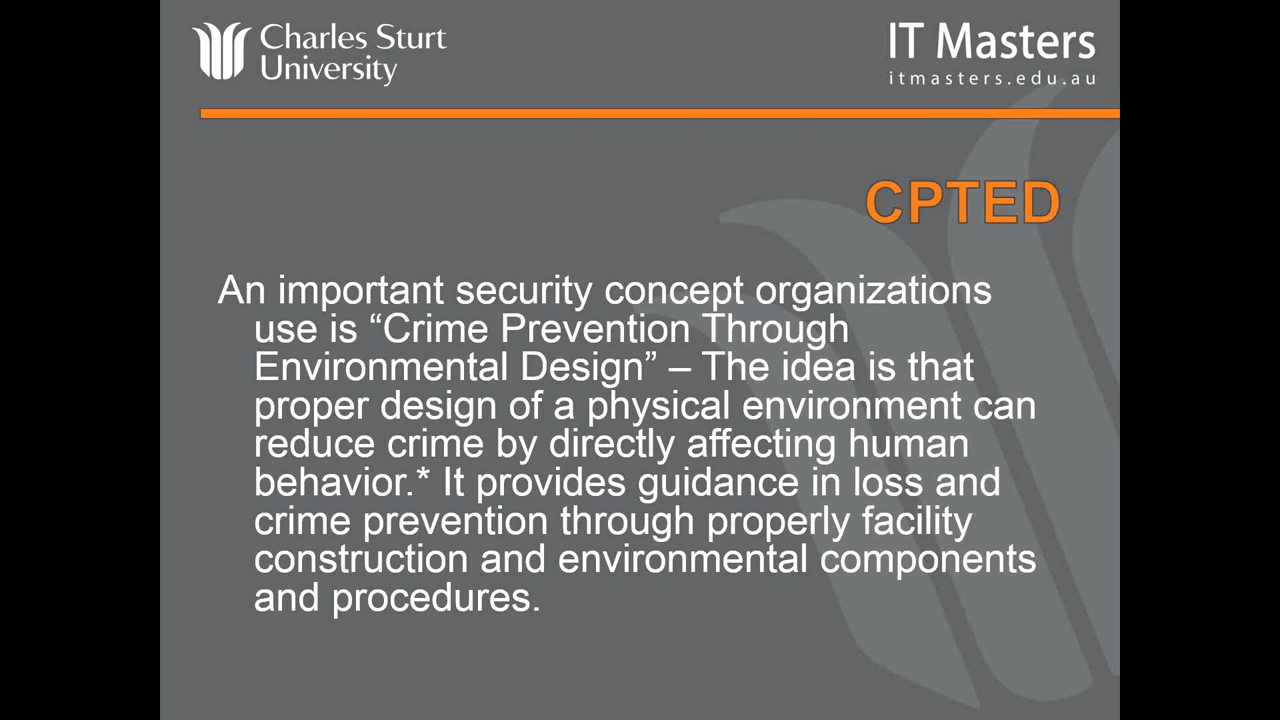 Charles Sturt
University
IT Masters
itmasters.edu.au
CPTED
An important security concept organizations
use is “Crime Prevention Through
Environmental Design” – The idea is that
proper design of a physical environment can
reduce crime by directly affecting human
behavior.* It provides guidance in loss and
crime prevention through properly facility
construction and environmental components
and procedures.